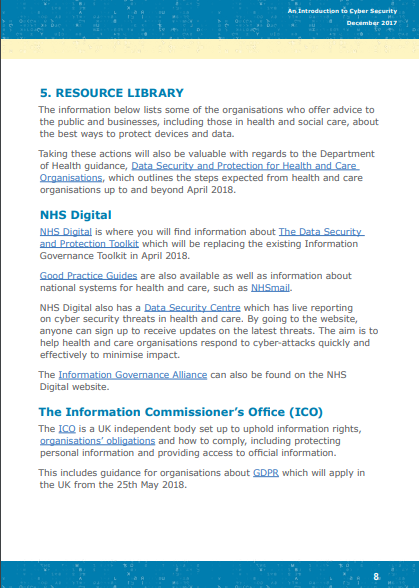 An Introduction to Cyber Security
December 2017
5. RESOURCE LIBRARY
The information below lists some of the organisations who offer advice to
the public and businesses, including those in health and social care, about
the best ways to protect devices and data.
Taking these actions will also be valuable with regards to the Department
of Health guidance, Data Security and Protection for Health and Care
Organisations, which outlines the steps expected from health and care
organisations up to and beyond April 2018.
NHS Digital
NHS Digital is where you will find information about The Data Security
and Protection Toolkit which will be replacing the existing Information
Governance Toolkit in April 2018.
Good Practice Guides are also available as well as information about
national systems for health and care, such as NHSmail.
NHS Digital also has a Data Security Centre which has live reporting
on cyber security threats in health and care. By going to the website,
anyone can sign up to receive updates on the latest threats. The aim is to
help health and care organisations respond to cyber-attacks quickly and
effectively to minimise impact.
The Information Governance Alliance can also be found on the NHS
Digital website.
The Information Commissioner's Office (ICO)
The ICO is a UK independent body set up to uphold information rights,
organisations' obligations and how to comply, including protecting
personal information and providing access to official information.
This includes guidance for organisations about GDPR which will apply in
the UK from the 25th May 2018.
8